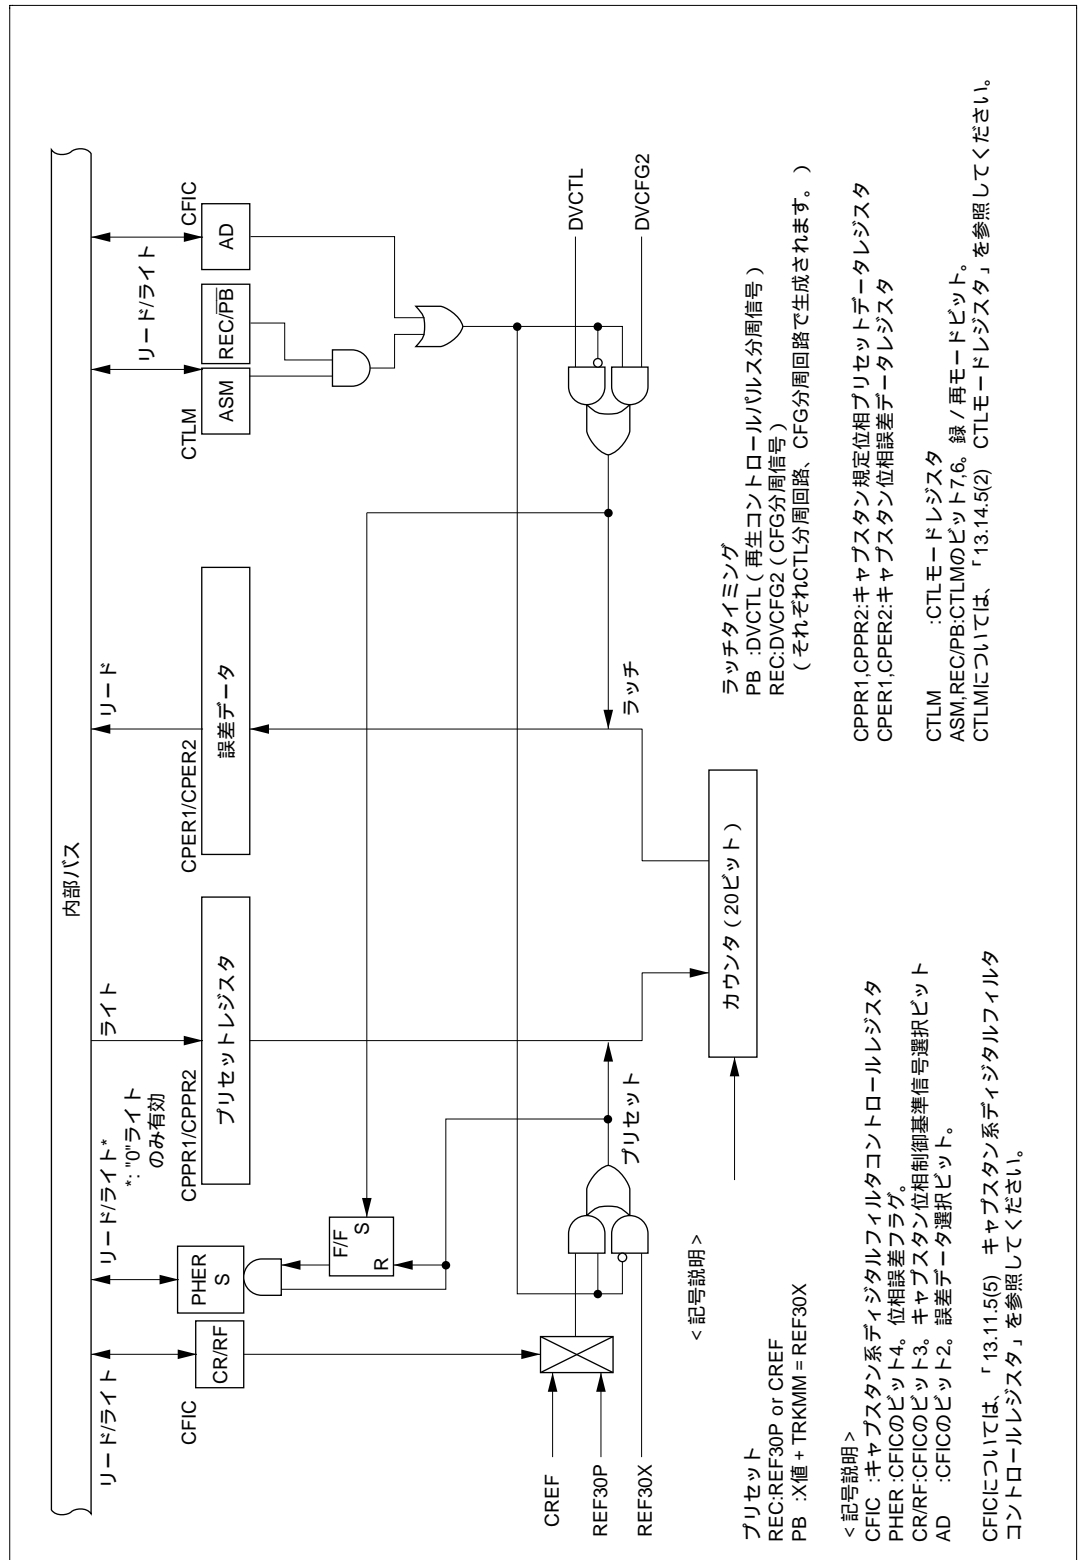 内部バス
リード/ライト
リード/ライト*
*: "0"ライト
のみ有効
ライト
リード
リード/ライト
CFIC
CR/RF
PHER
S
CPPR1/CPPR2
プリセットレジスタ
CPER1/CPER2
誤差データ
CTLM
ASM
REC/PB
CFIC
AD
F/F
S
R
CREF
REF30P
REF30X
プリセット
ラッチ
DVCTL
DVCFG2
カウンタ(20ビット)
<記号説明>
プリセット
REC:REF30P or CREF
PB :X値 + TRKMM = REF30X
ラッチタイミング
PB :DVCTL(再生コントロールパルス分周信号)
REC:DVCFG2(CFG分周信号)
(それぞれCTL分周回路、CFG分周回路で生成されます。)
<記号説明>
CFIC :キャプスタン系ディジタルフィルタコントロールレジスタ
PHER :CFICのビット4。位相誤差フラグ。
CR/RF:CFICのビット3。キャプスタン位相制御基準信号選択ビット
AD :CFICのビット2。誤差データ選択ビット。
CFICについては、「13.11.5(5) キャプスタン系ディジタルフィルタ
コントロールレジスタ」を参照してください。
CPPR1,CPPR2:キャプスタン規定位相プリセットデータレジスタ
CPER1,CPER2:キャプスタン位相誤差データレジスタ
CTLM :CTLモードレジスタ
ASM,REC/PB:CTLMのビット7,6。録/再モードビット。
CTLMについては、「13.14.5(2) CTLモードレジスタ」を参照してください。